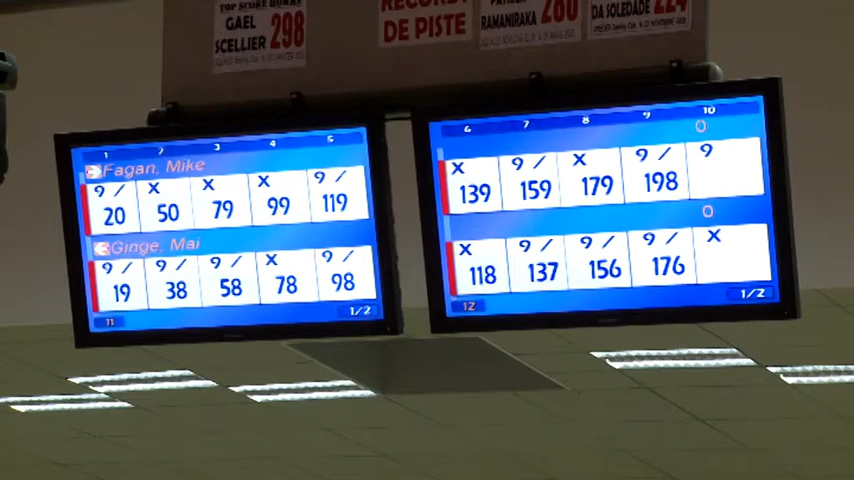 TOP SCORE HOMME
GAEL
SCELLIER 298
RECORDS
DE PISTE
RAMANIRAKA 280
DA SOLEDADE 224
1 2 3 4 5
Fagan, Mike
9 / X X X 9 /
20 50 79 99 119
Ginge, Mai
9 / 9 / 9 / X 9 /
19 38 58 78 98
11 1/2
6 7 8 9 10
0
X 9 / X 9 / 9
139 159 179 198
0
X 9 / 9 / 9 / X
118 137 156 176
12 1/2